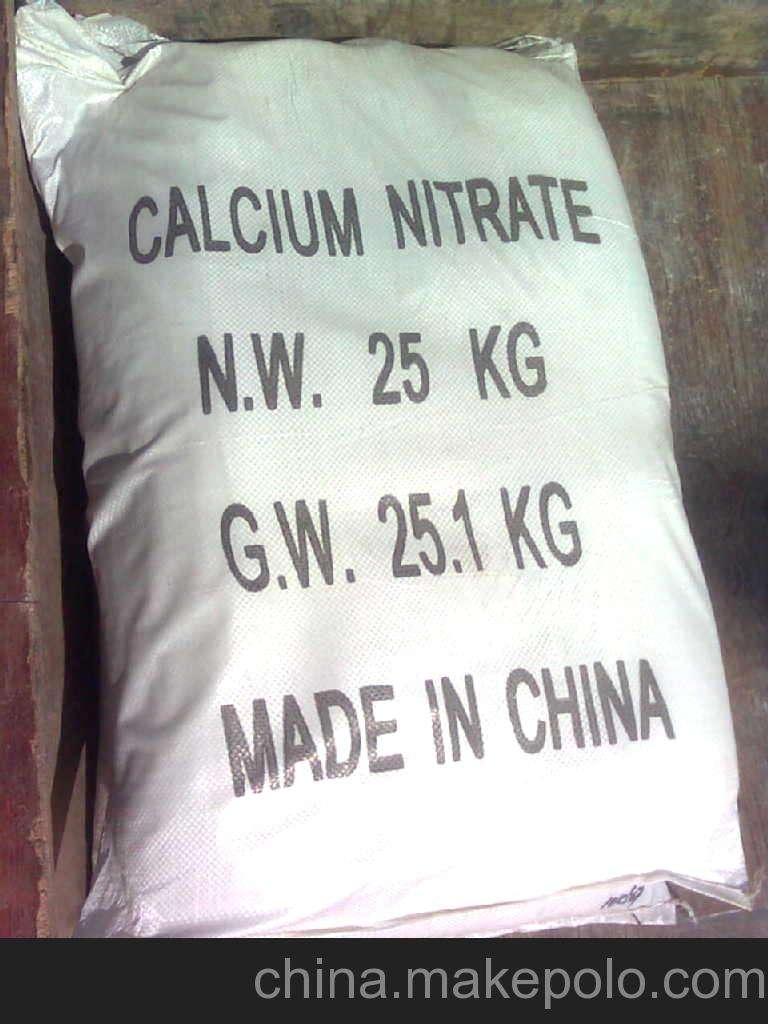 CALCIUM NITRATE
N.W. 25 KG
G.W. 25.1 KG
MADE IN CHINA
china.makepolo.com